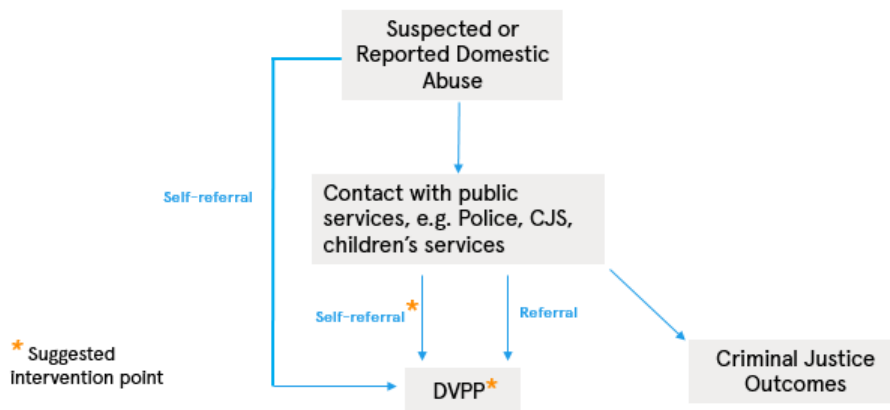 Suspected or
Reported Domestic
Abuse
Self-referral
Contact with public
services, e.g. Police, CJS,
children’s services
Self-referral*
Referral
* Suggested
intervention point
DVPP*
Criminal Justice
Outcomes